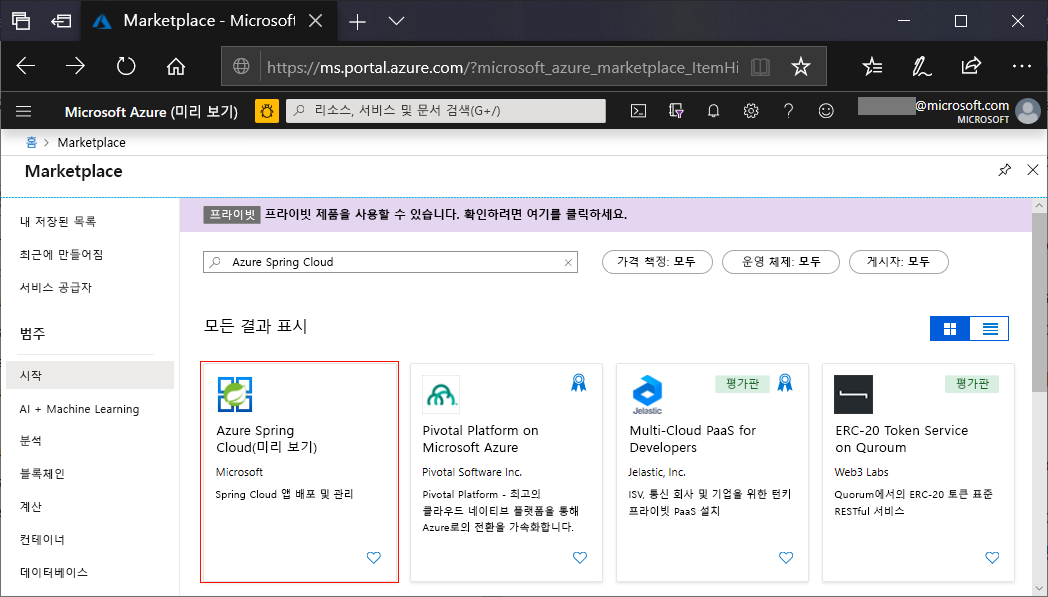 Marketplace - Microsoft
https://ms.portal.azure.com/?microsoft_azure_marketplace_ItemHi
Microsoft Azure (미리 보기)
리소스, 서비스 및 문서 검색(G+/)
@microsoft.com
MICROSOFT
홈 > Marketplace
Marketplace
내 저장된 목록
최근에 만들어짐
서비스 공급자
범주
시작
AI + Machine Learning
분석
블록체인
계산
컨테이너
데이터베이스
프라이빗 프라이빗 제품을 사용할 수 있습니다. 확인하려면 여기를 클릭하세요.
Azure Spring Cloud
가격 책정: 모두
운영 체제: 모두
게시자: 모두
모든 결과 표시
Azure Spring
Cloud(미리 보기)
Microsoft
Spring Cloud 앱 배포 및 관리
Pivotal Platform on
Microsoft Azure
Pivotal Software Inc.
Pivotal Platform - 최고의
클라우드 네이티브 플랫폼을 통해
Azure로의 전환을 가속화합니다.
Jelastic
평가판
Multi-Cloud PaaS for
Developers
Jelastic, Inc.
ISV, 통신 회사 및 기업을 위한 턴키
프라이빗 PaaS 설치
평가판
ERC-20 Token Service
on Quroum
Web3 Labs
Quorum에서의 ERC-20 토큰 표준
RESTful 서비스